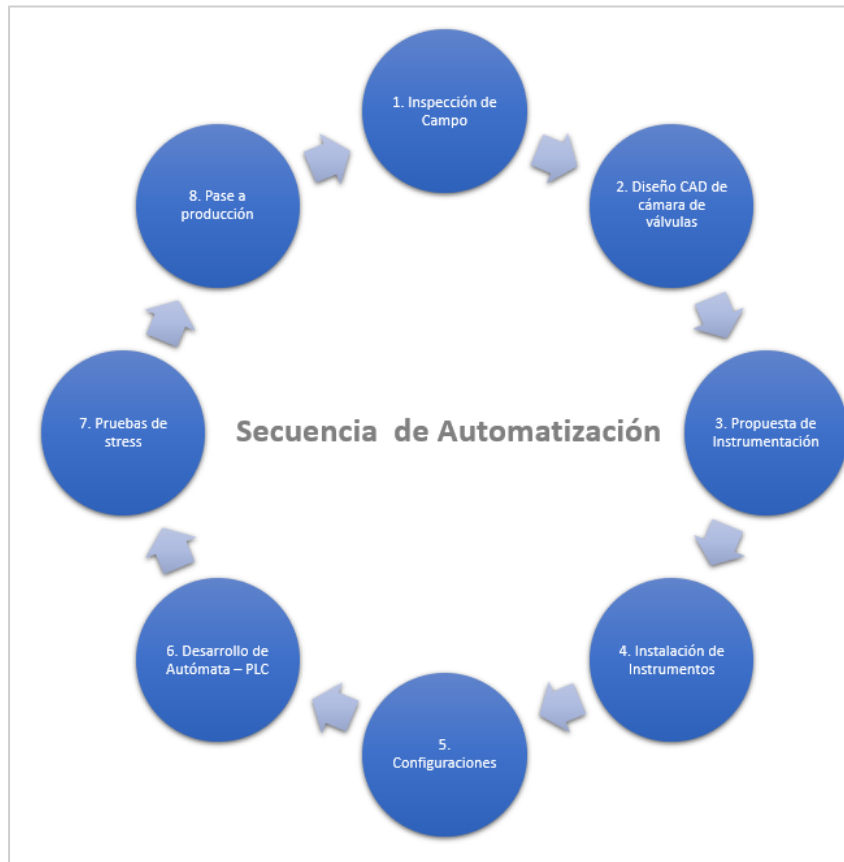 1. Inspección de
Campo
2. Diseño CAD de
cámara de
válvulas
3. Propuesta de
Instrumentación
4. Instalación de
Instrumentos
5.
Configuraciones
6. Desarrollo de
Autómata – PLC
7. Pruebas de
stress
8. Pase a
producción
Secuencia de Automatización